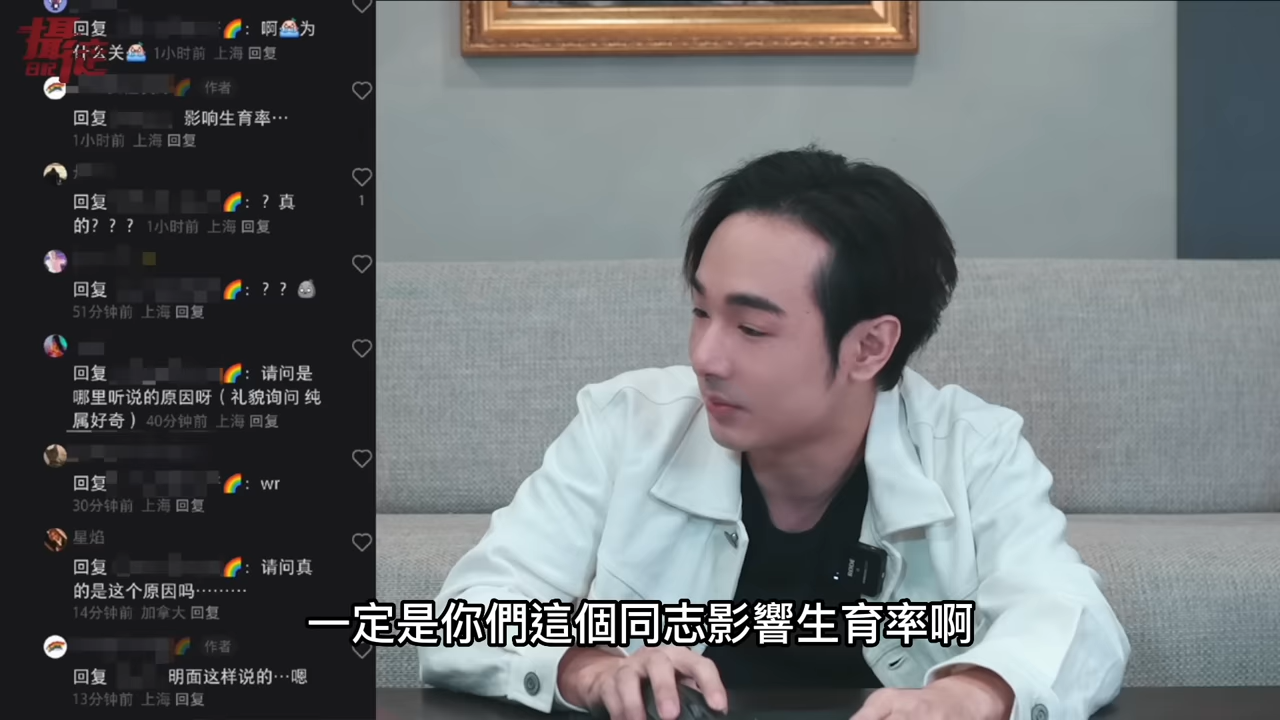 攝徒
日記
回复 : 啊为
什么关 1小时前 上海 回复
作者
回复 影响生育率…
1小时前 上海 回复
回复 : ? 真
的? ? ? 1小时前 上海 回复
1
回复 : ? ?
51分钟前 上海 回复
回复 : 请问是
哪里听说的原因呀（礼貌询问 纯
属好奇） 40分钟前 上海 回复
回复 : wr
30分钟前 上海 回复
星焰
回复 : 请问真
的是这个原因吗………
14分钟前 加拿大 回复
作者
回复 明面这样说的…嗯
13分钟前 上海 回复
一定是你們這個同志影響生育率啊